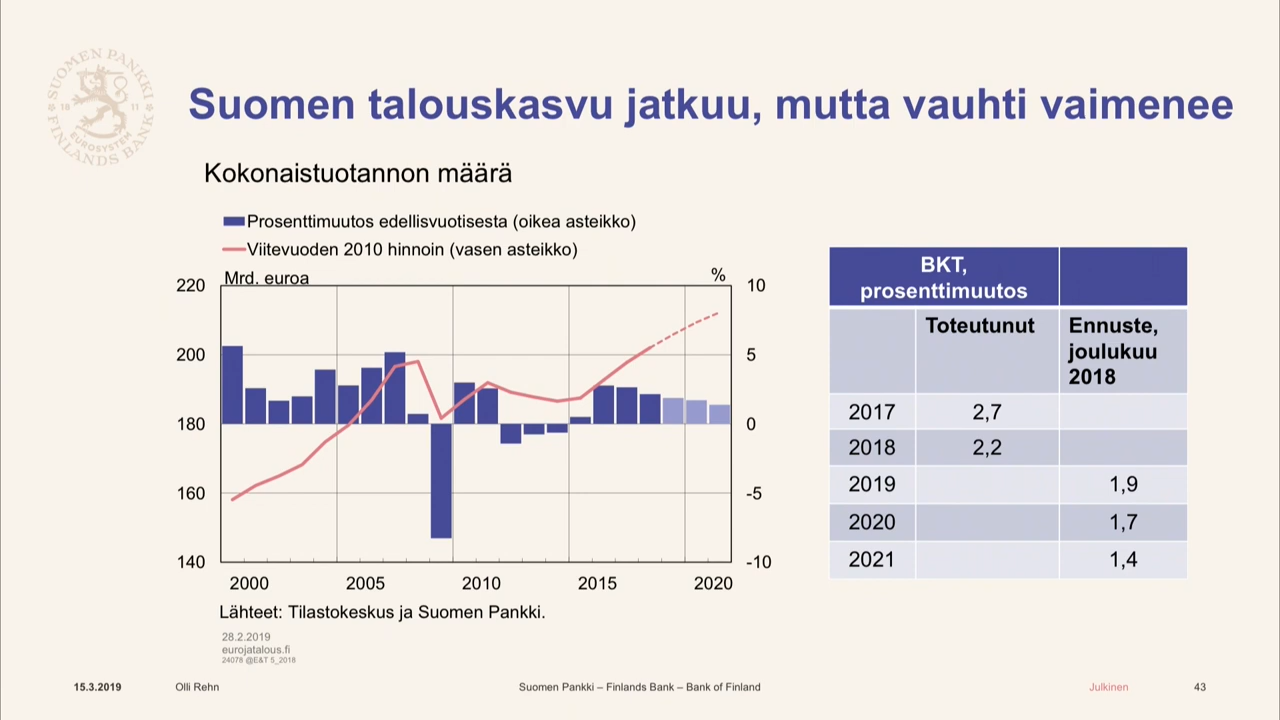 SUOMEN PANKKI
18 11
EUROSYSTEM
FINLANDS BANK
Suomen talouskasvu jatkuu, mutta vauhti vaimenee
Kokonaistuotannon määrä
Prosenttimuutos edellisvuotisesta (oikea asteikko)
Viitevuoden 2010 hinnoin (vasen asteikko)
Mrd. euroa %
220 10
200 5
180 0
160 -5
140 -10
2000 2005 2010 2015 2020
Lähteet: Tilastokeskus ja Suomen Pankki.
28.2.2019
eurojatalous.fi
24078 @E&T 5_2018
BKT,
prosenttimuutos
Toteutunut Ennuste,
joulukuu
2018
2017 2,7
2018 2,2
2019 1,9
2020 1,7
2021 1,4
15.3.2019 Olli Rehn Suomen Pankki – Finlands Bank – Bank of Finland Julkinen 43